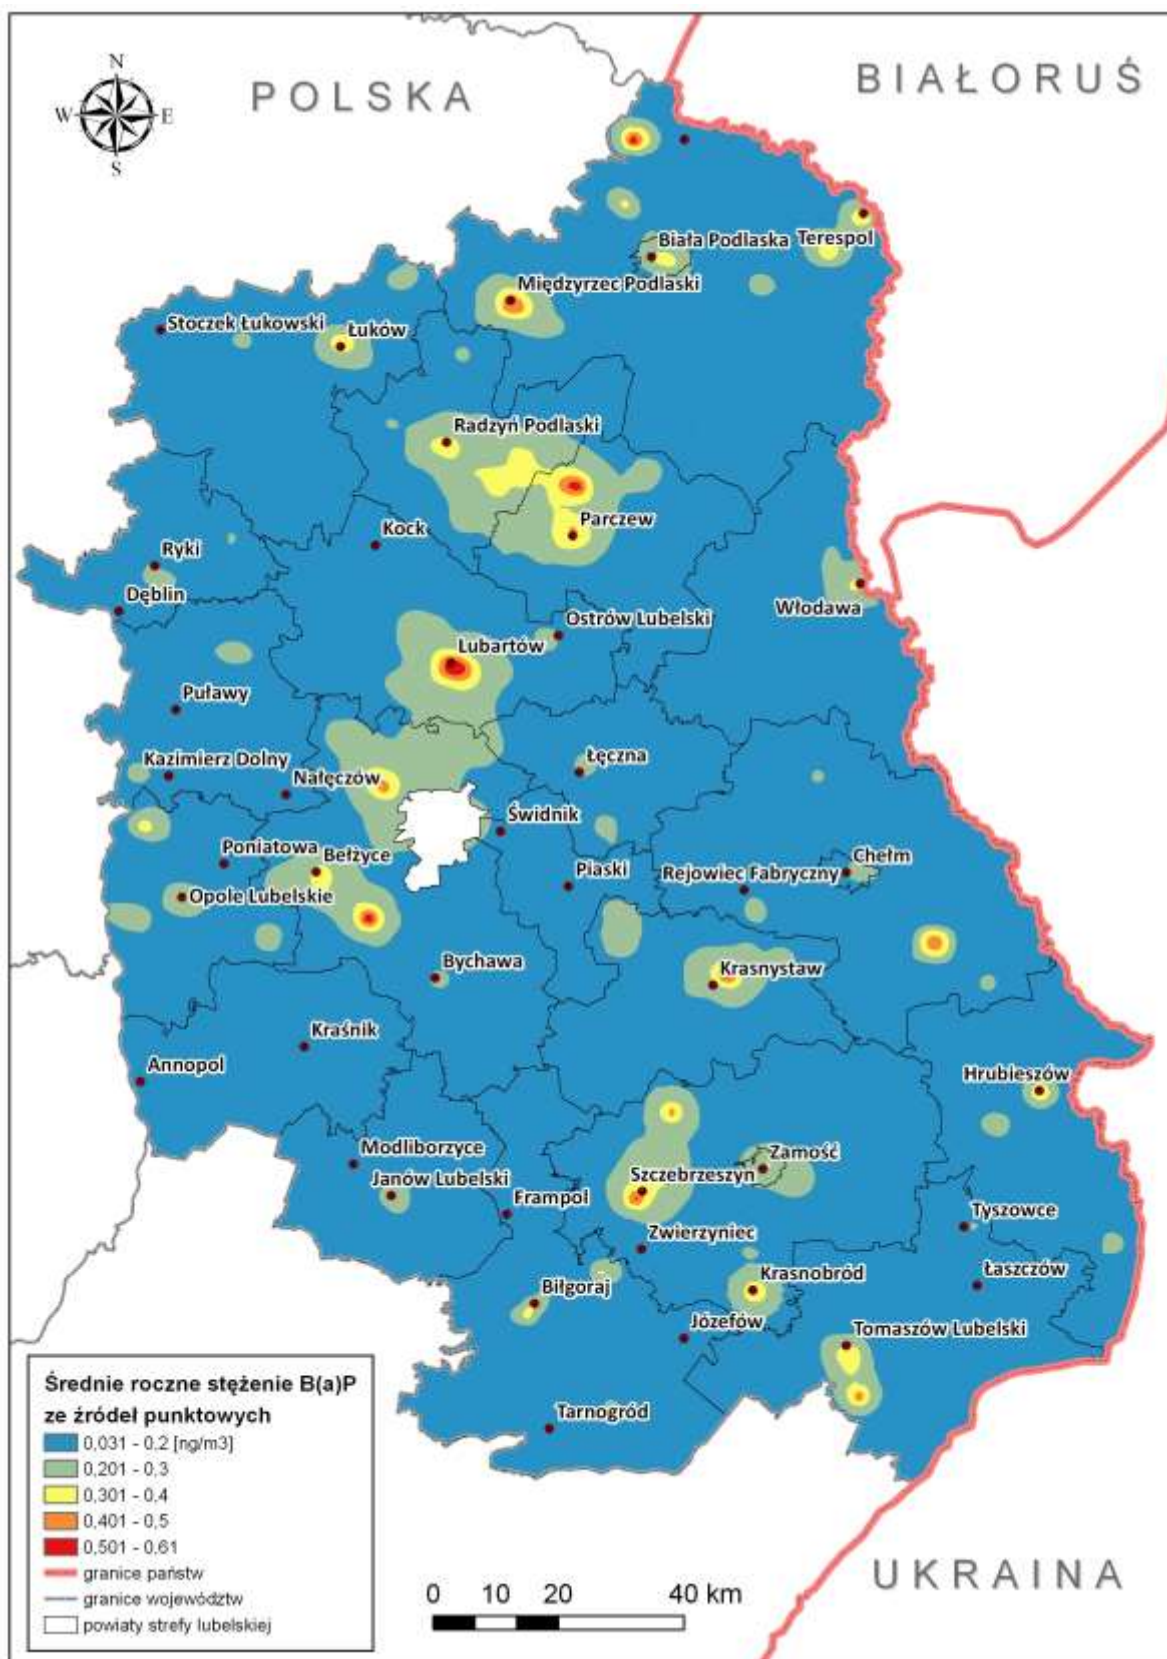 N
W E
S
POLSKA
BIAŁORUŚ
Biała Podlaska
Terespol
Międzyrzec Podlaski
Stoczek Łukowski
Łuków
Radzyń Podlaski
Parczew
Kock
Ryki
Dęblin
Włodawa
Ostrów Lubelski
Lubartów
Puławy
Kazimierz Dolny
Nałęczów
Łęczna
Świdnik
Poniatowa
Bełżyce
Piaski
Rejowiec Fabryczny
Chełm
Opole Lubelskie
Bychawa
Krasnystaw
Kraśnik
Annopol
Hrubieszów
Modliborzyce
Janów Lubelski
Frampol
Szczebrzeszyn
Zamość
Zwierzyniec
Tyszowce
Łaszczów
Krasnobród
Biłgoraj
Józefów
Tomaszów Lubelski
Tarnogród
Średnie roczne stężenie B(a)P
ze źródeł punktowych
0,031 - 0,2 [ng/m3]
0,201 - 0,3
0,301 - 0,4
0,401 - 0,5
0,501 - 0,61
granice państw
granice województw
powiaty strefy lubelskiej
0 10 20 40 km
UKRAINA